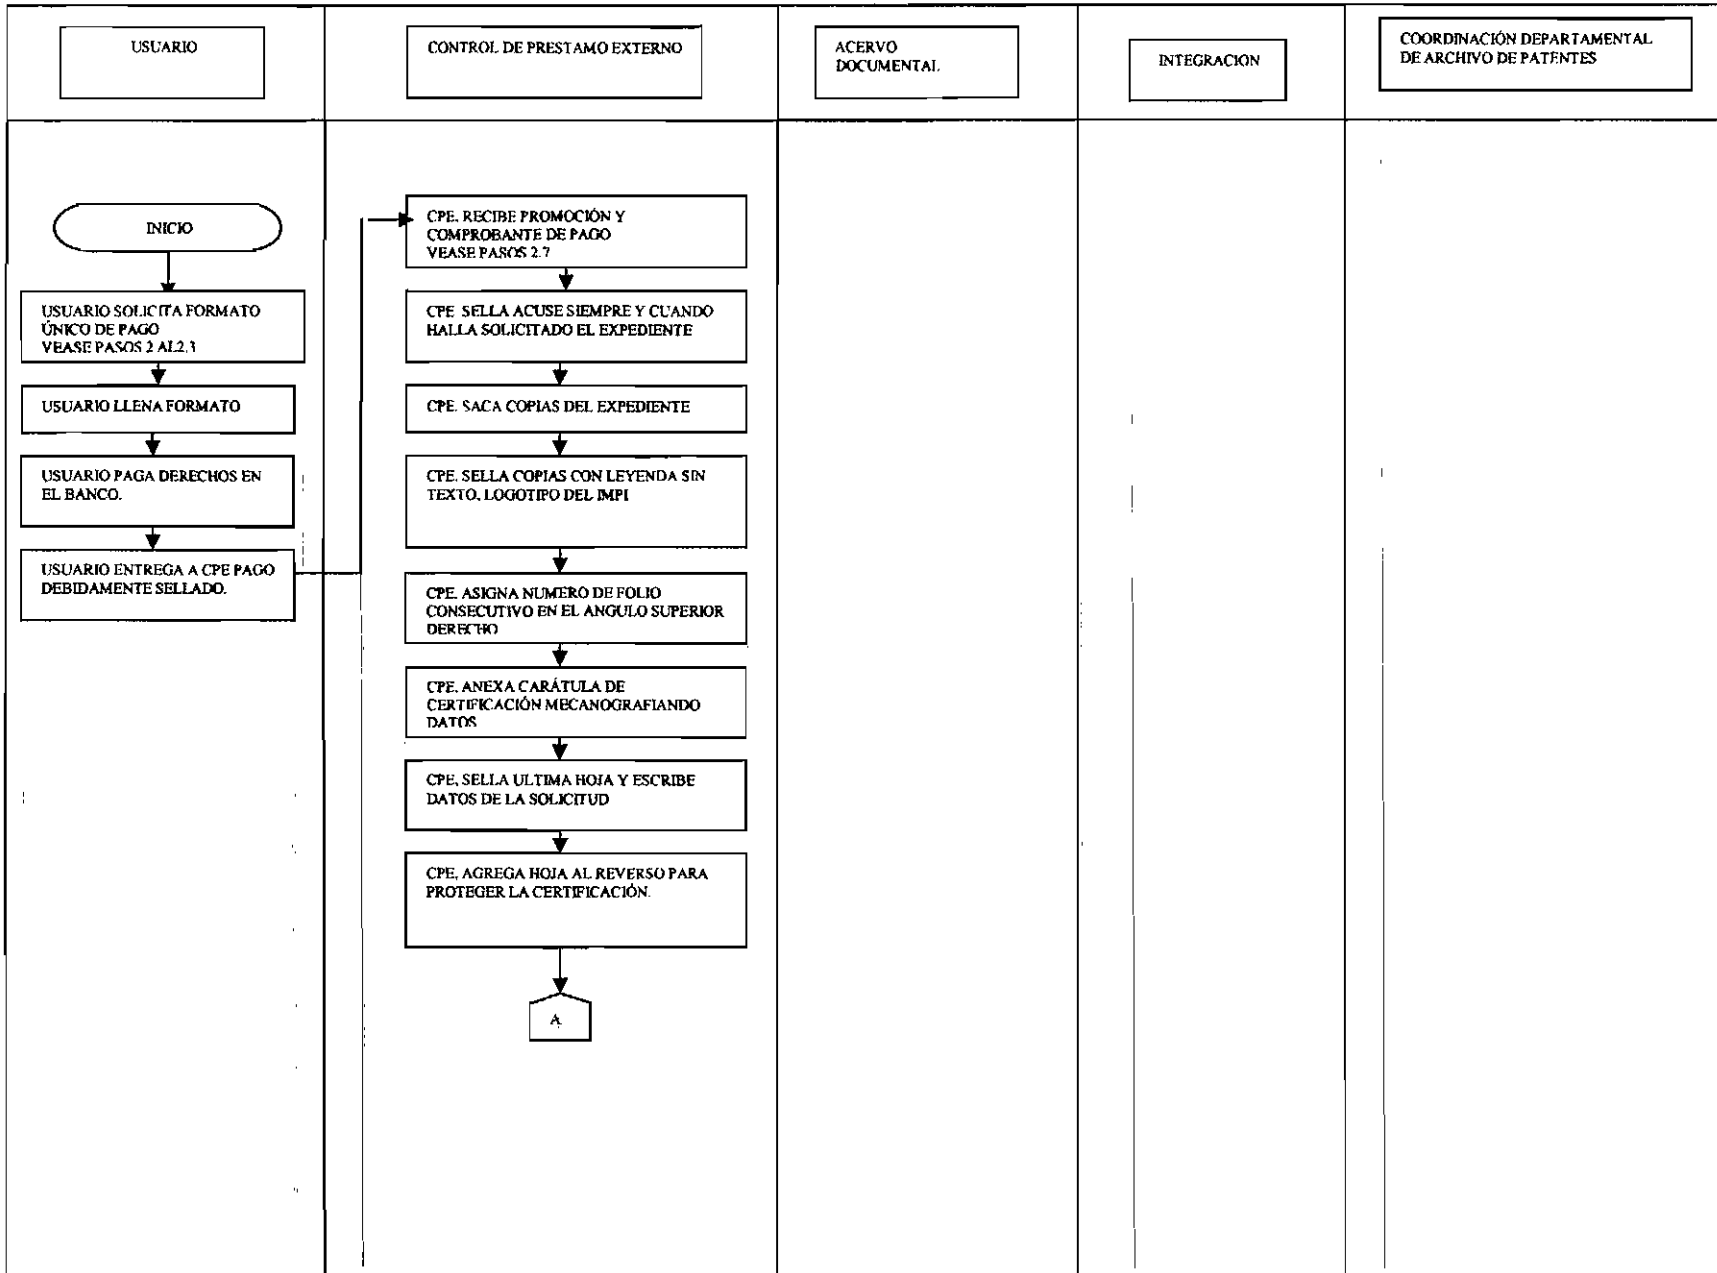 USUARIO
CONTROL DE PRESTAMO EXTERNO
ACERVO
DOCUMENTAL
INTEGRACION
COORDINACIÓN DEPARTAMENTAL
DE ARCHIVO DE PATENTES
INICIO
USUARIO SOLICITA FORMATO
ÚNICO DE PAGO
VEASE PASOS 2 AL2.3
USUARIO LLENA FORMATO
USUARIO PAGA DERECHOS EN
EL BANCO.
USUARIO ENTREGA A CPE PAGO
DEBIDAMENTE SELLADO.
CPE. RECIBE PROMOCIÓN Y
COMPROBANTE DE PAGO
VEASE PASOS 2.7
CPE. SELLA ACUSE SIEMPRE Y CUANDO
HALLA SOLICITADO EL EXPEDIENTE
CPE. SACA COPIAS DEL EXPEDIENTE
CPE. SELLA COPIAS CON LEYENDA SIN
TEXTO, LOGOTIPO DEL IMPI
CPE. ASIGNA NUMERO DE FOLIO
CONSECUTIVO EN EL ANGULO SUPERIOR
DERECHO
CPE. ANEXA CARÁTULA DE
CERTIFICACIÓN MECANOGRAFIANDO
DATOS
CPE, SELLA ULTIMA HOJA Y ESCRIBE
DATOS DE LA SOLICITUD
CPE, AGREGA HOJA AL REVERSO PARA
PROTEGER LA CERTIFICACIÓN.
A